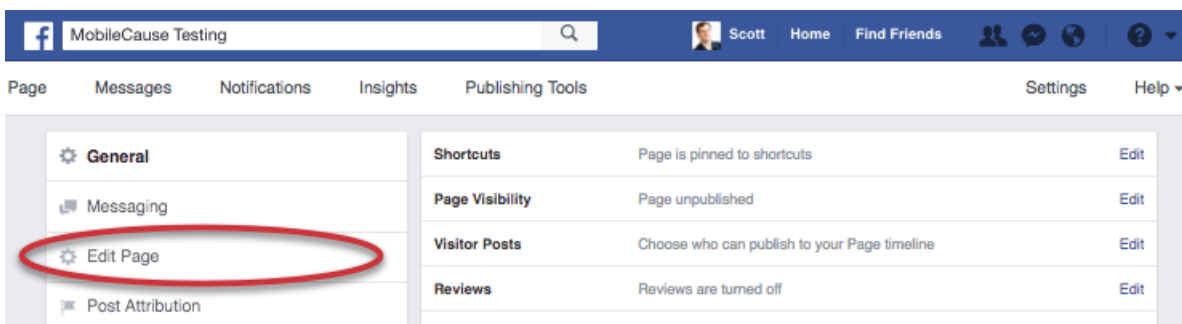 f MobileCause Testing Scott Home Find Friends
Page Messages Notifications Insights Publishing Tools Settings Help
General
Messaging
Edit Page
Post Attribution
Shortcuts Page is pinned to shortcuts Edit
Page Visibility Page unpublished Edit
Visitor Posts Choose who can publish to your Page timeline Edit
Reviews Reviews are turned off Edit